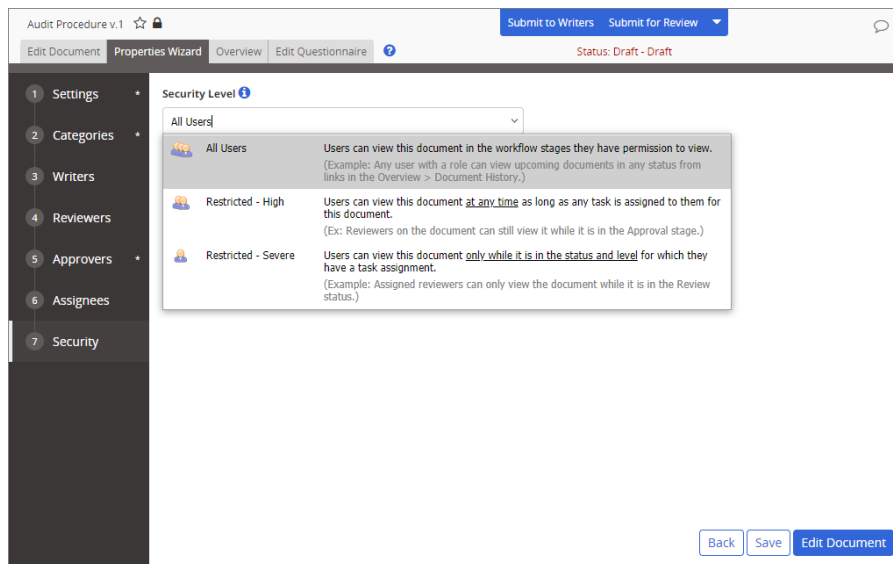 Audit Procedure v.1
Submit to Writers Submit for Review
Edit Document Properties Wizard Overview Edit Questionnaire ?
Status: Draft - Draft
1 Settings *
2 Categories *
3 Writers
4 Reviewers
5 Approvers *
6 Assignees
7 Security
Security Level i
All Users
All Users Users can view this document in the workflow stages they have permission to view.
(Example: Any user with a role can view upcoming documents in any status from
links in the Overview > Document History.)
Restricted - High Users can view this document at any time as long as any task is assigned to them for
this document.
(Ex: Reviewers on the document can still view it while it is in the Approval stage.)
Restricted - Severe Users can view this document only while it is in the status and level for which they
have a task assignment.
(Example: Assigned reviewers can only view the document while it is in the Review
status.)
Back Save Edit Document